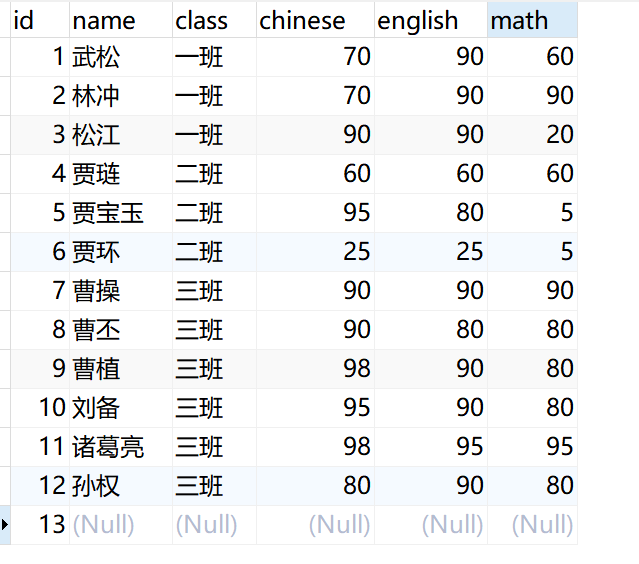 id name class chinese english math
1 武松 一班 70 90 60
2 林冲 一班 70 90 90
3 松江 一班 90 90 20
4 贾琏 二班 60 60 60
5 贾宝玉 二班 95 80 5
6 贾环 二班 25 25 5
7 曹操 三班 90 90 90
8 曹丕 三班 90 80 80
9 曹植 三班 98 90 80
10 刘备 三班 95 90 80
11 诸葛亮 三班 98 95 95
12 孙权 三班 80 90 80
13 (Null) (Null) (Null) (Null) (Null)